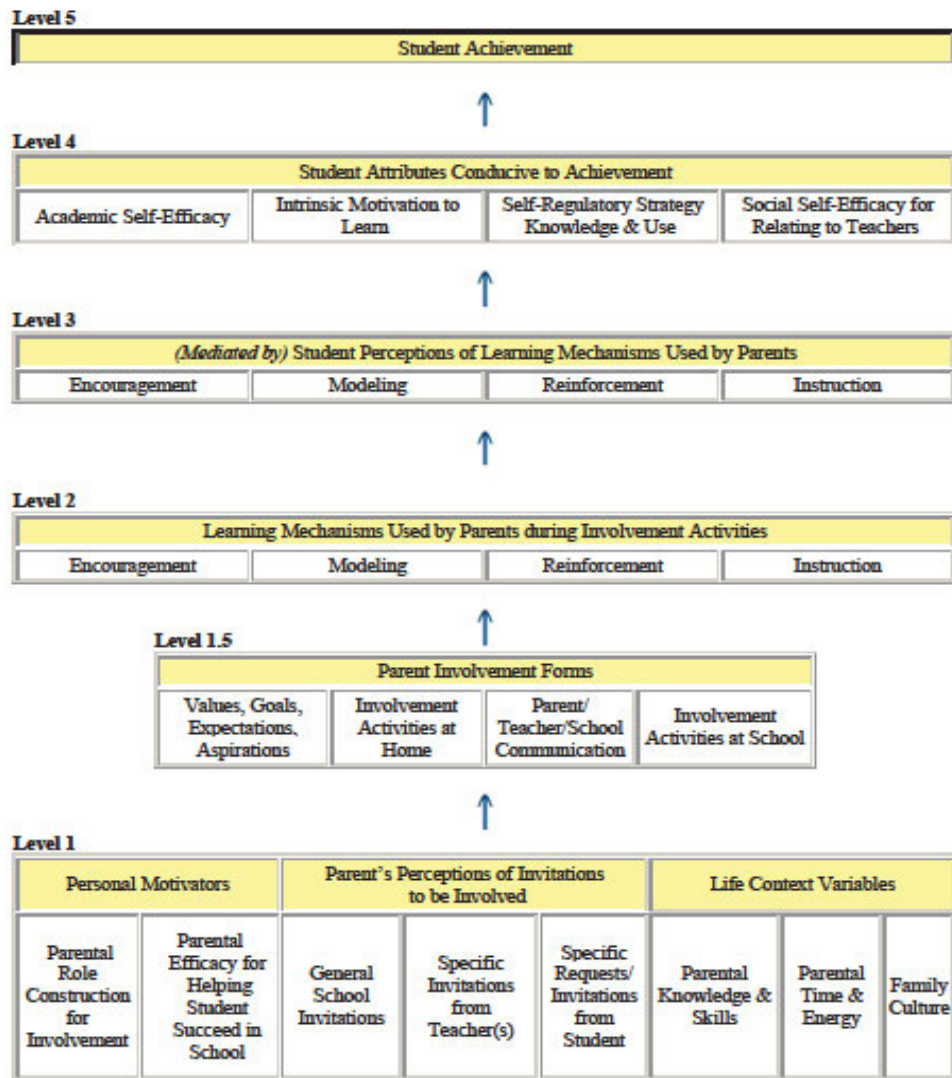 Level 5
Student Achievement
Level 4
Student Attributes Conducive to Achievement
Academic Self-Efficacy
Intrinsic Motivation to
Learn
Self-Regulatory Strategy
Knowledge & Use
Social Self-Efficacy for
Relating to Teachers
Level 3
(Mediated by) Student Perceptions of Learning Mechanisms Used by Parents
Encouragement
Modeling
Reinforcement
Instruction
Level 2
Learning Mechanisms Used by Parents during Involvement Activities
Encouragement
Modeling
Reinforcement
Instruction
Level 1.5
Parent Involvement Forms
Values, Goals,
Expectations,
Aspirations
Involvement
Activities at
Home
Parent/
Teacher/School
Communication
Involvement
Activities at School
Level 1
Personal Motivators
Parent's Perceptions of Invitations
to be Involved
Life Context Variables
Parental
Role
Construction
for
Involvement
Parental
Efficacy for
Helping
Student
Succeed in
School
General
School
Invitations
Specific
Invitations
from
Teacher(s)
Specific
Requests/
Invitations
from
Student
Parental
Knowledge &
Skills
Parental
Time &
Energy
Family
Culture